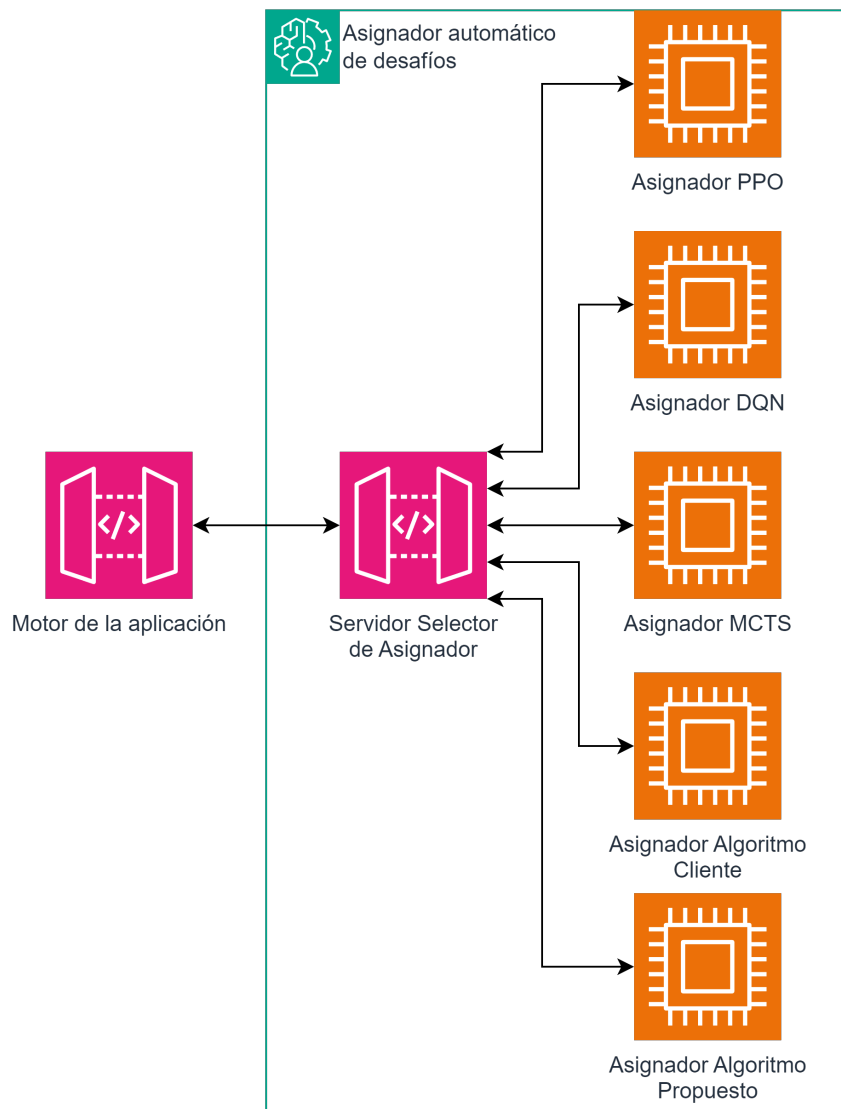 Asignador automático
de desafíos
Asignador PPO
Asignador DQN
</>
</>
Motor de la aplicación
Servidor Selector
de Asignador
Asignador MCTS
Asignador Algoritmo
Cliente
Asignador Algoritmo
Propuesto